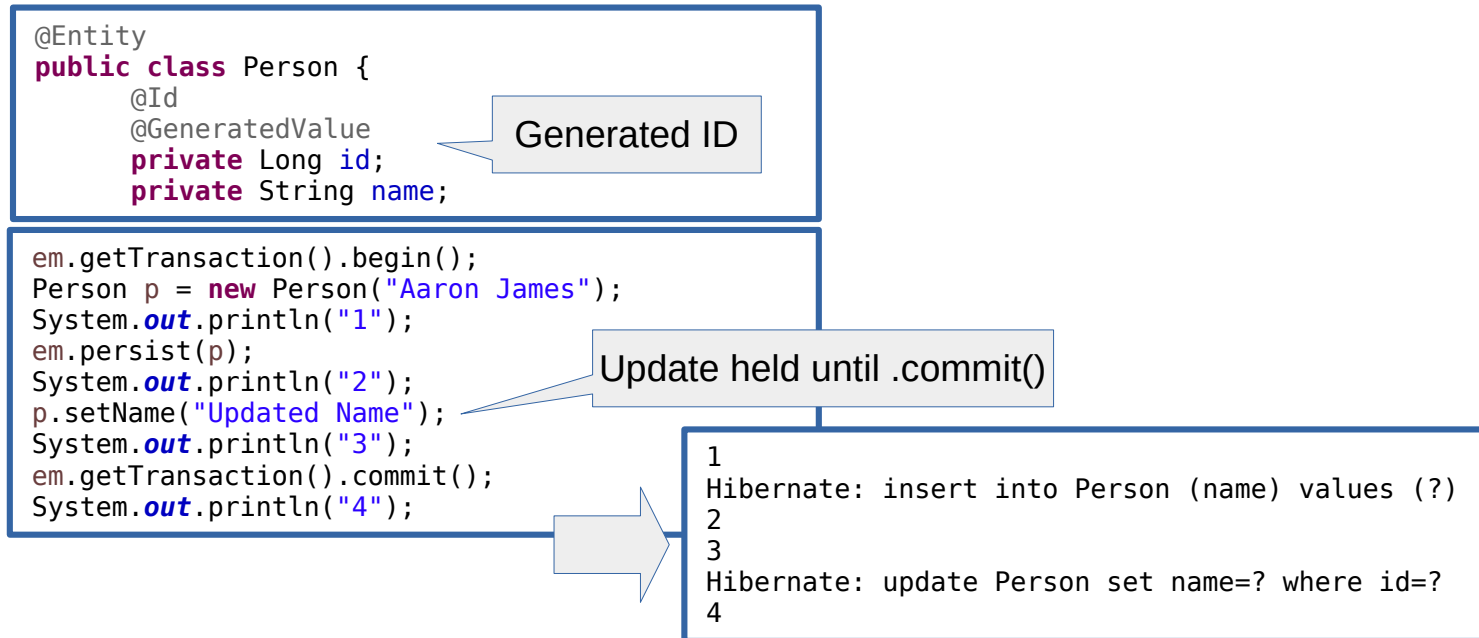 @Entity
public class Person {
@Id
@GeneratedValue
private Long id;
private String name;
Generated ID
em.getTransaction().begin();
Person p = new Person("Aaron James");
System.out.println("1");
em.persist(p);
System.out.println("2");
p.setName("Updated Name");
System.out.println("3");
em.getTransaction().commit();
System.out.println("4");
Update held until .commit()
1
Hibernate: insert into Person (name) values (?)
2
3
Hibernate: update Person set name=? where id=?
4